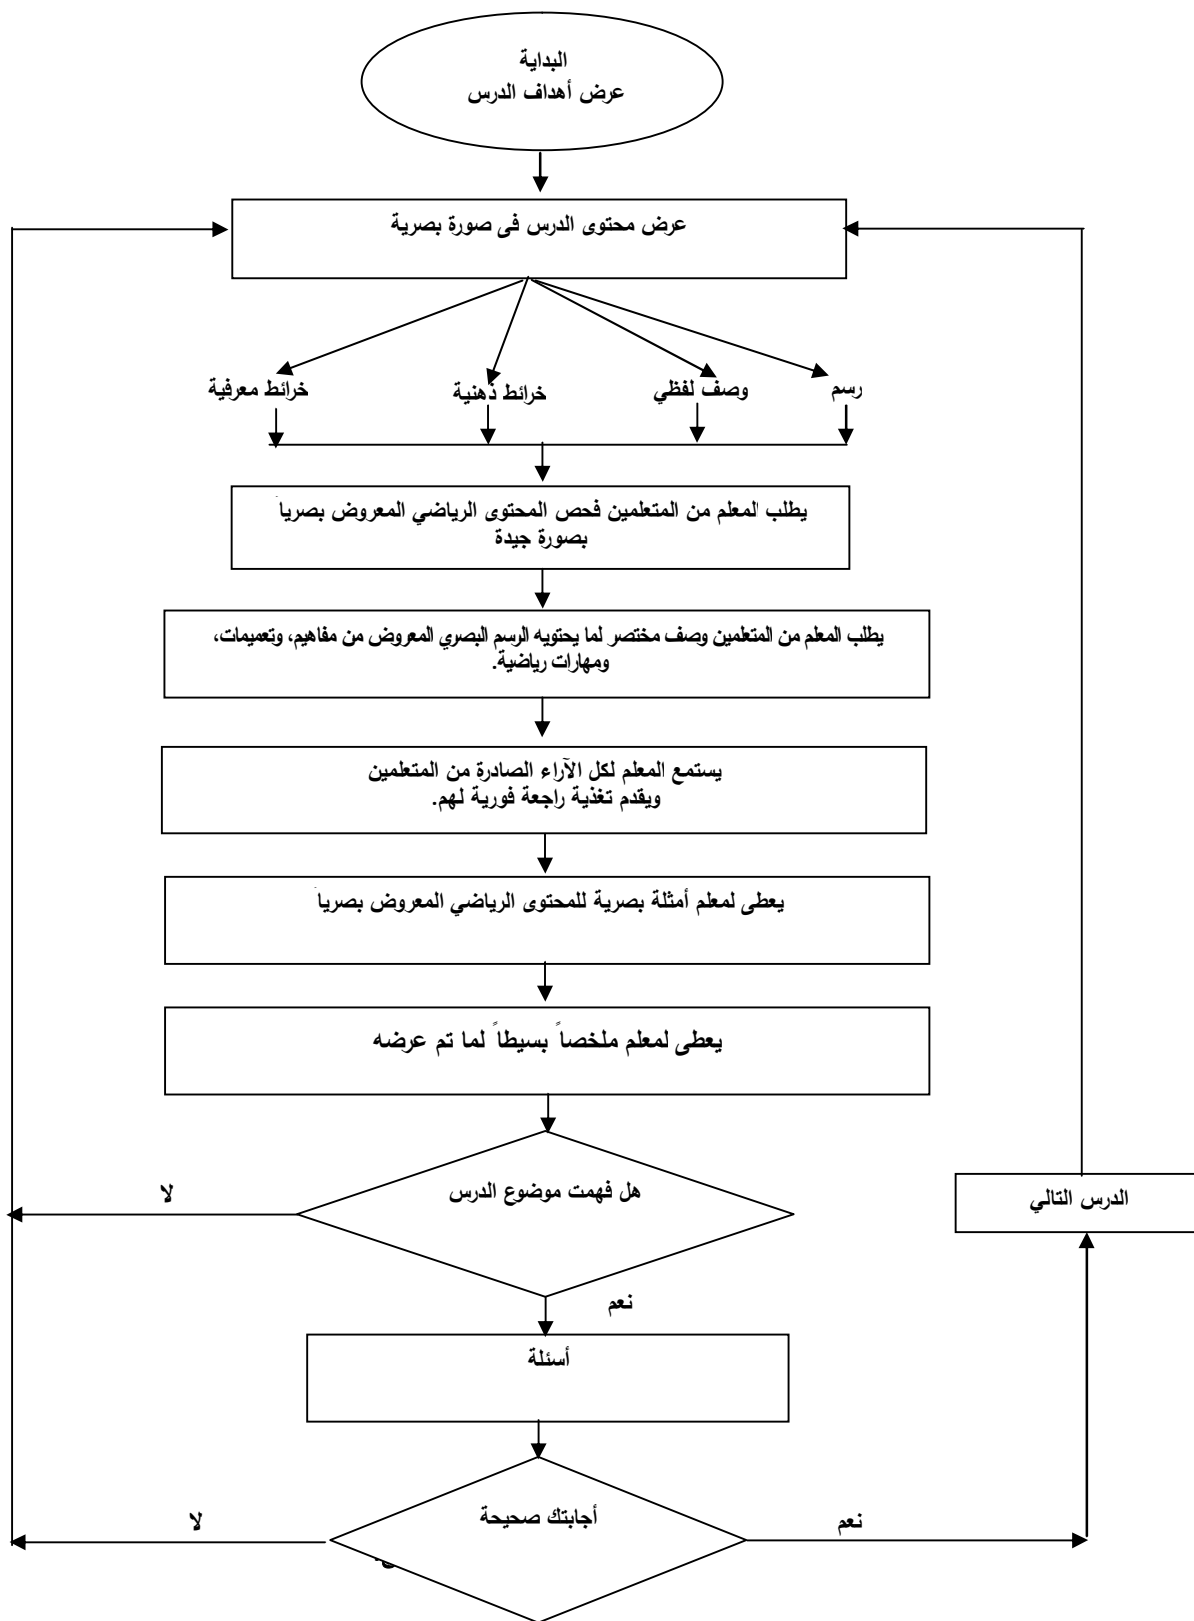 البداية
عرض أهداف الدرس
عرض محتوى الدرس فى صورة بصرية
رسم
وصف لفظي
خرائط ذهنية
خرائط معرفية
يطلب المعلم من المتعلمين فحص المحتوى الرياضي المعروض بصرياً
بصورة جيدة
يطلب المعلم من المتعلمين وصف مختصر لما يحتويه الرسم البصري المعروض من مفاهيم، وتعميمات،
ومهارات رياضية.
يستمع المعلم لكل الآراء الصادرة من المتعلمين
ويقدم تغذية راجعة فورية لهم.
يعطى لمعلم أمثلة بصرية للمحتوى الرياضي المعروض بصرياً
يعطى لمعلم ملخصاً بسيطاً لما تم عرضه
هل فهمت موضوع الدرس
لا
الدرس التالي
نعم
أسئلة
أجابتك صحيحة
نعم
لا